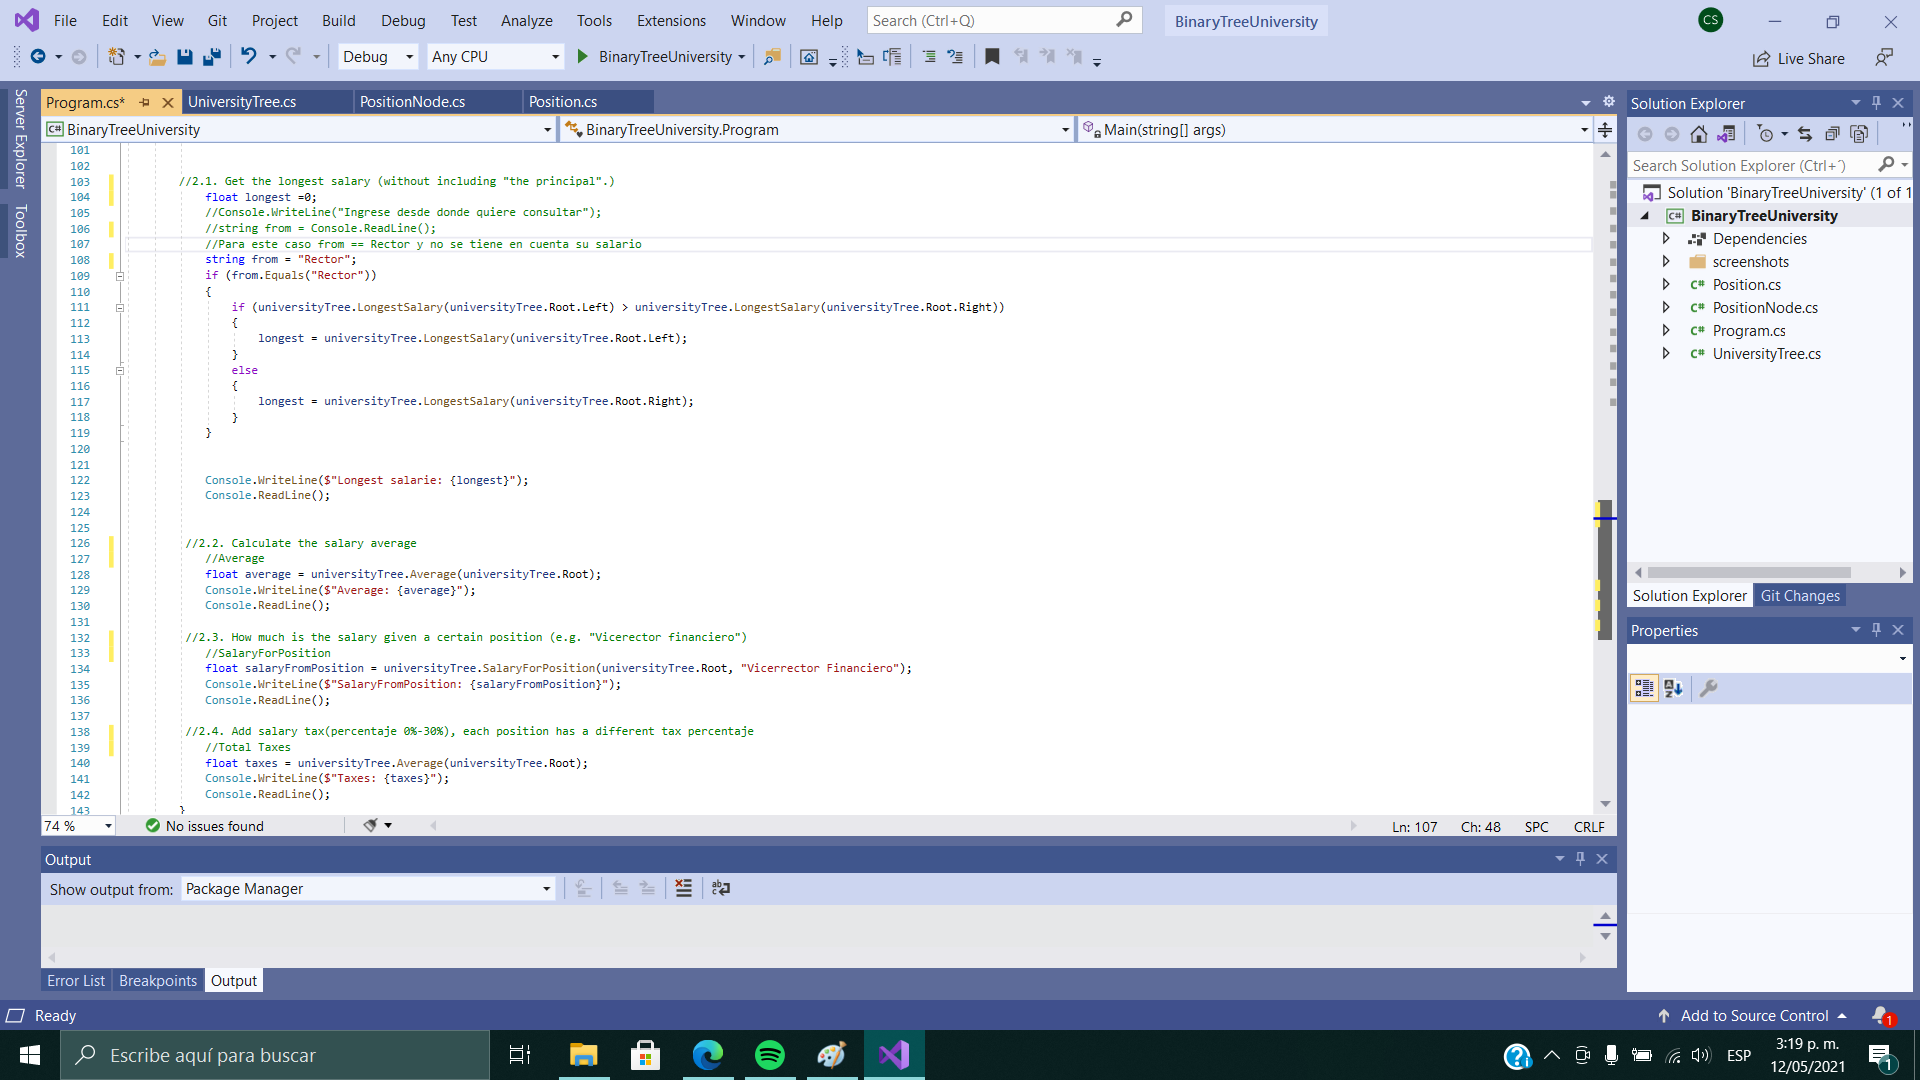 File Edit View Git Project Build Debug Test Analyze Tools Extensions Window Help Search (Ctrl+Q) BinaryTreeUniversity CS
Debug Any CPU BinaryTreeUniversity Live Share
Server Explorer
Toolbox
Program.cs* UniversityTree.cs PositionNode.cs Position.cs
C# BinaryTreeUniversity BinaryTreeUniversity.Program Main(string[] args)
101
102
103 //2.1. Get the longest salary (without including "the principal".)
104 float longest =0;
105 //Console.WriteLine("Ingrese desde donde quiere consultar");
106 //string from = Console.ReadLine();
107 //Para este caso from == Rector y no se tiene en cuenta su salario
108 string from = "Rector";
109 if (from.Equals("Rector"))
110 {
111 if (universityTree.LongestSalary(universityTree.Root.Left) > universityTree.LongestSalary(universityTree.Root.Right))
112 {
113 longest = universityTree.LongestSalary(universityTree.Root.Left);
114 }
115 else
116 {
117 longest = universityTree.LongestSalary(universityTree.Root.Right);
118 }
119 }
120
121
122 Console.WriteLine($"Longest salarie: {longest}");
123 Console.ReadLine();
124
125
126 //2.2. Calculate the salary average
127 //Average
128 float average = universityTree.Average(universityTree.Root);
129 Console.WriteLine($"Average: {average}");
130 Console.ReadLine();
131
132 //2.3. How much is the salary given a certain position (e.g. "Vicerector financiero")
133 //SalaryForPosition
134 float salaryFromPosition = universityTree.SalaryForPosition(universityTree.Root, "Vicerrector Financiero");
135 Console.WriteLine($"SalaryFromPosition: {salaryFromPosition}");
136 Console.ReadLine();
137
138 //2.4. Add salary tax(percentaje 0%-30%), each position has a different tax percentaje
139 //Total Taxes
140 float taxes = universityTree.Average(universityTree.Root);
141 Console.WriteLine($"Taxes: {taxes}");
142 Console.ReadLine();
143 }
74 % No issues found Ln: 107 Ch: 48 SPC CRLF
Output
Show output from: Package Manager
Error List Breakpoints Output
Solution Explorer
Search Solution Explorer (Ctrl+´)
Solution 'BinaryTreeUniversity' (1 of 1
C# BinaryTreeUniversity
Dependencies
screenshots
C# Position.cs
C# PositionNode.cs
C# Program.cs
C# UniversityTree.cs
Solution Explorer Git Changes
Properties
Ready Add to Source Control 1
Escribe aquí para buscar ESP 3:19 p. m.
12/05/2021 1